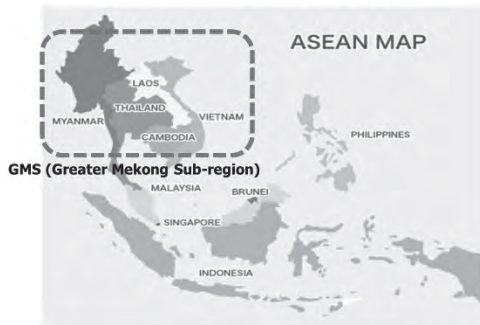 ASEAN MAP
LAOS
THAILAND
MYANMAR
VIETNAM
CAMBODIA
PHILIPPINES
GMS (Greater Mekong Sub-region)
MALAYSIA
BRUNEI
SINGAPORE
INDONESIA